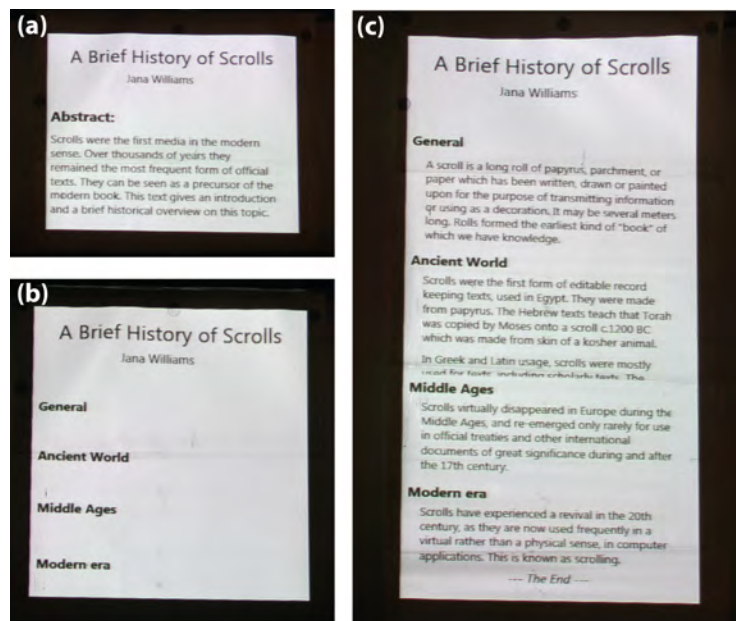 (a)
A Brief History of Scrolls
Jana Williams
Abstract:
Scrolls were the first media in the modern
sense. Over thousands of years they
remained the most frequent form of official
texts. They can be seen as a precursor of the
modern book. This text gives an introduction
and a brief historical overview on this topic.
(b)
A Brief History of Scrolls
Jana Williams
General
Ancient World
Middle Ages
Modern era
(c)
A Brief History of Scrolls
Jana Williams
General
A scroll is a long roll of papyrus, parchment, or
paper which has been written, drawn or painted
upon for the purpose of transmitting information
or using as a decoration. It may be several meters
long. Rolls formed the earliest kind of "book" of
which we have knowledge.
Ancient World
Scrolls were the first form of editable record
keeping texts, used in Egypt. They were made
from papyrus. The Hebrew texts teach that Torah
was copied by Moses onto a scroll c.1200 BC
which was made from skin of a kosher animal.
In Greek and Latin usage, scrolls were mostly
used for texts, including scholarly texts. The
Middle Ages
Scrolls virtually disappeared in Europe during the
Middle Ages, and re-emerged only rarely for use
in official treaties and other international
documents of great significance during and after
the 17th century.
Modern era
Scrolls have experienced a revival in the 20th
century, as they are now used frequently in a
virtual rather than a physical sense, in computer
applications. This is known as scrolling.
---- The End ----